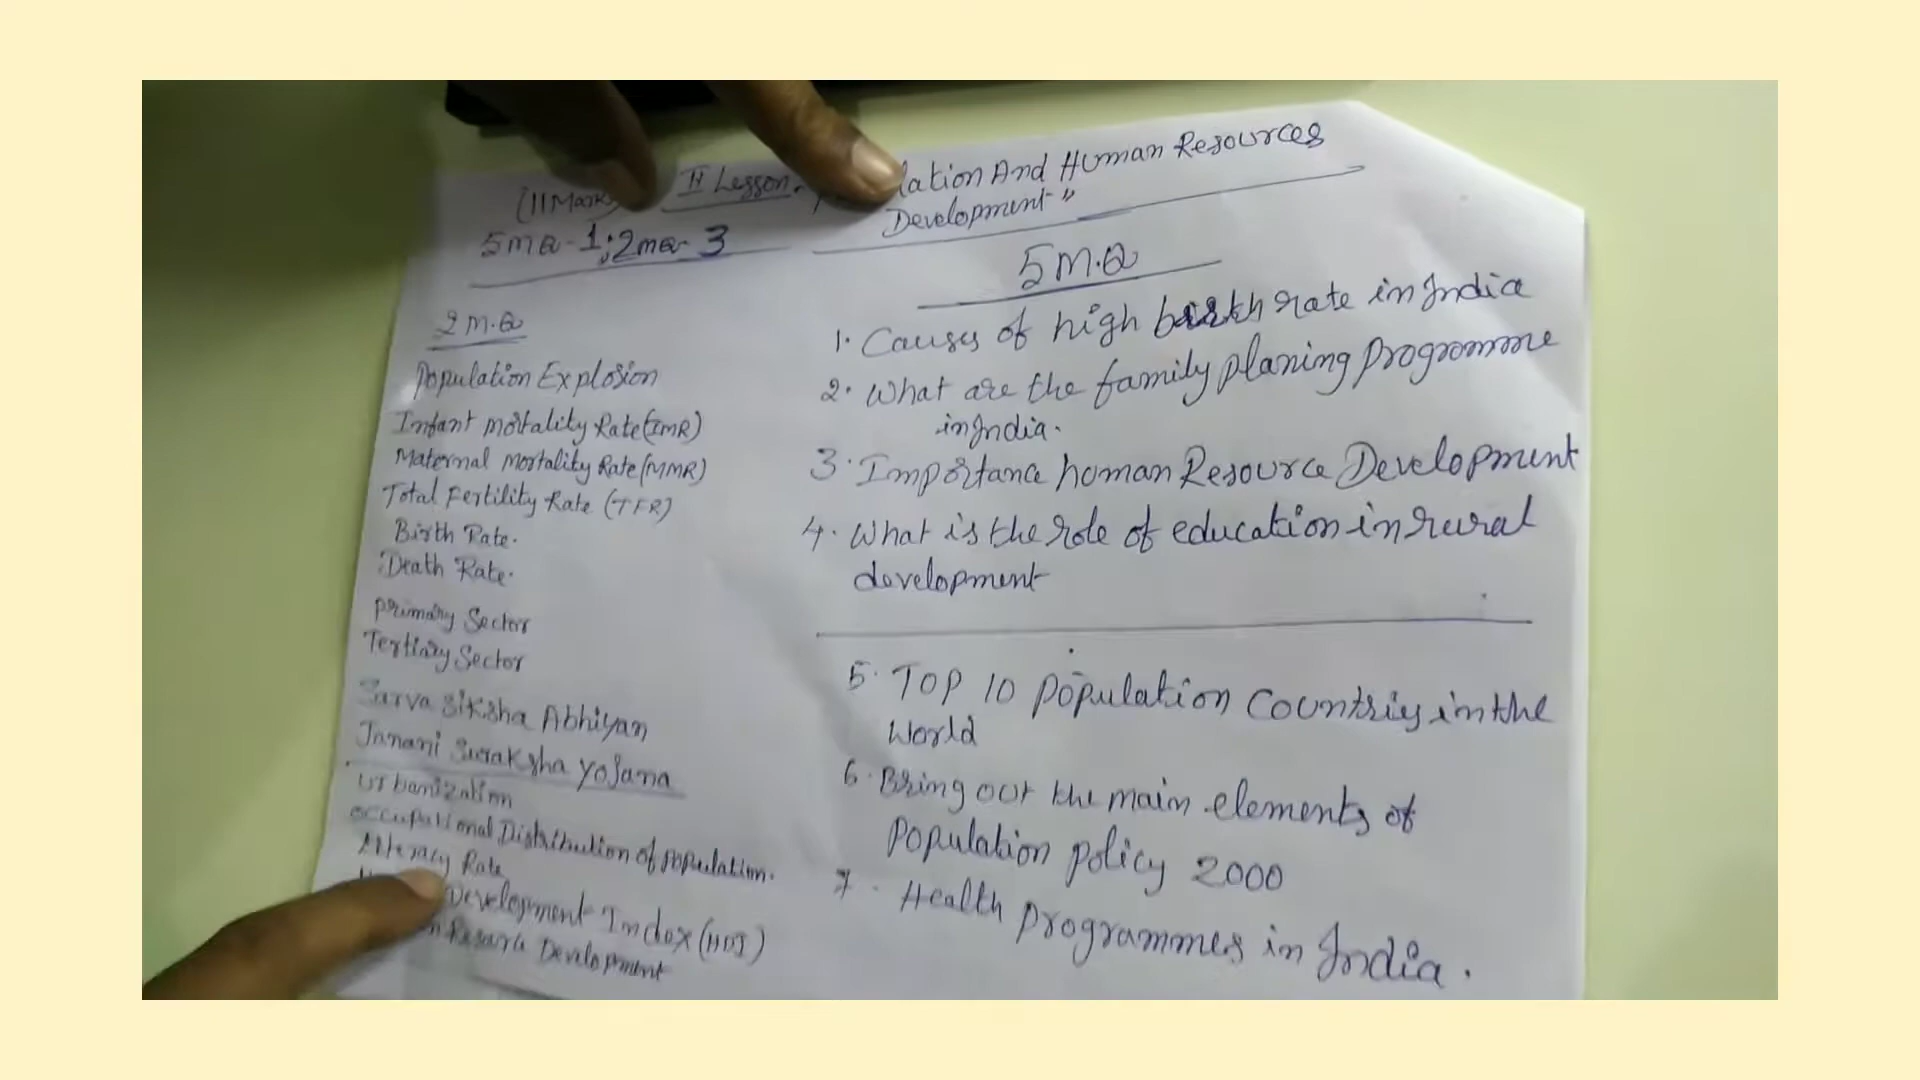 (11 Mark
II Lesson.
lation And Human Resources
Development"
5mQ-1; 2mQ-3
2 M.Q
Population Explosion
Infant mortality Rate (IMR)
Maternal Mortality Rate (MMR)
Total Fertility Rate (TFR)
Birth Rate.
Death Rate.
Primary Sector
Tertiary Sector
Sarva siksha Abhiyan
Janani Suraksha Yojana
Urbanization
Occupational Distribution of population.
Literacy Rate
Development Index (HDI)
Development
5 M.Q
1. Causes of high birth rate in India
2. What are the family planing programme
in India.
3. Importance human Resource Development
4. What is the role of education in rural
development
5. TOP 10 Population Countries in the
World
6. Bring out the main elements of
Population policy 2000
7. Health programmes in India.